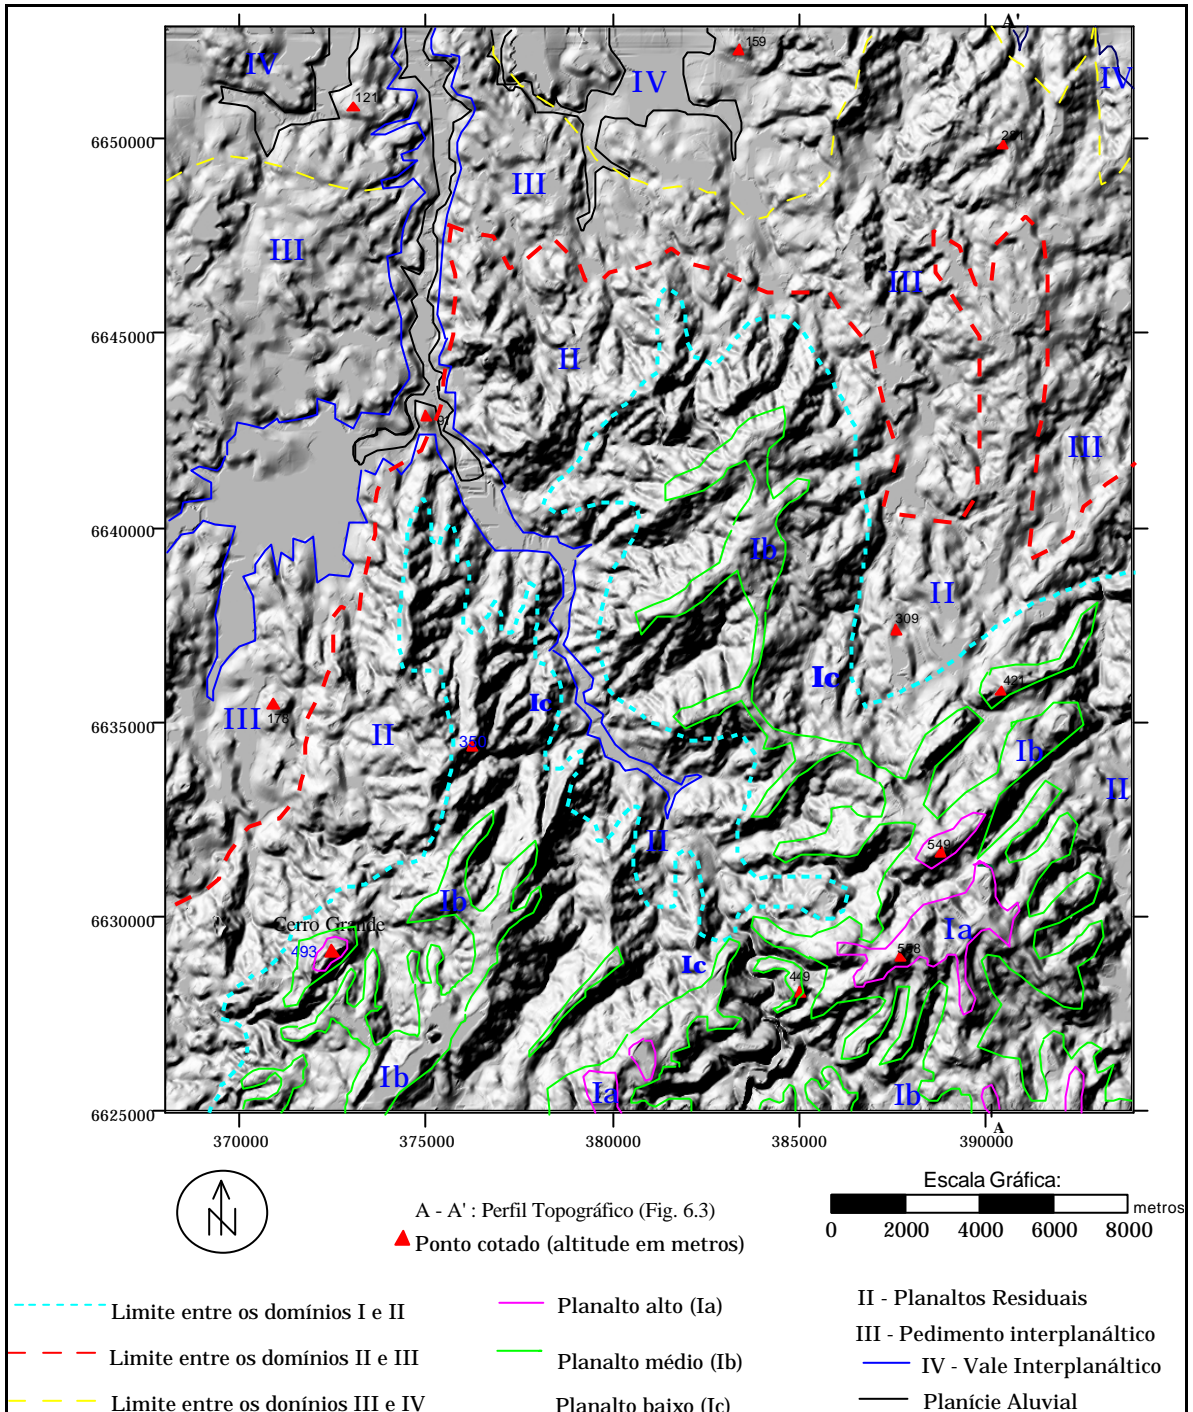 A'
159
IV
IV
IV
121
6650000
281
III
III
III
6645000
II
91
III
6640000
Ib
II
309
Ic
421
Ic
III
178
6635000
II
350
Ib
II
549
II
Ib
6630000
Cerro Grande
493
Ia
558
Ic
449
Ib
Ia
Ib
6625000
370000 375000 380000 385000 390000
A
N
A - A' : Perfil Topográfico (Fig. 6.3)
Ponto cotado (altitude em metros)
Escala Gráfica:
metros
0 2000 4000 6000 8000
Limite entre os domínios I e II
Planalto alto (Ia)
II - Planaltos Residuais
III - Pedimento interplanáltico
Limite entre os domínios II e III
Planalto médio (Ib)
IV - Vale Interplanáltico
Limite entre os donínios III e IV
Planalto baixo (Ic)
Planície Aluvial